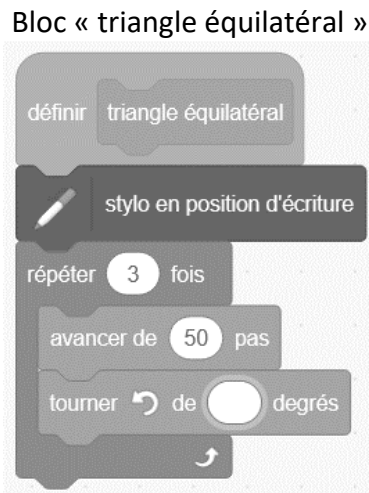 Bloc « triangle équilatéral »
définir triangle équilatéral
stylo en position d'écriture
répéter 3 fois
avancer de 50 pas
tourner de degrés